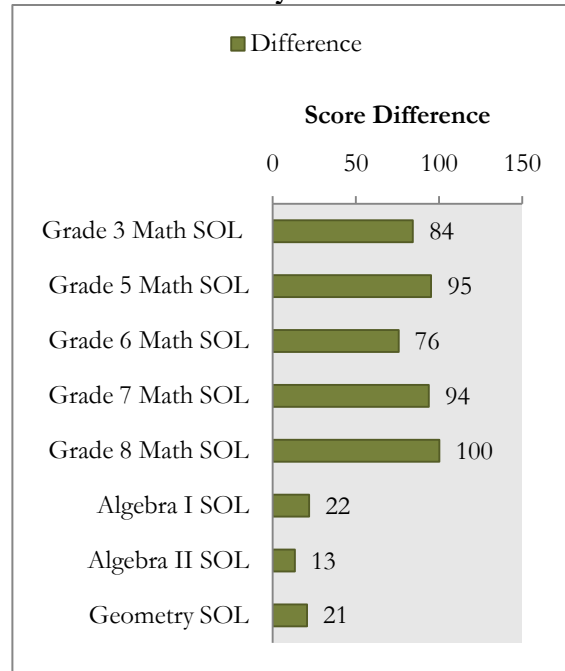 Difference
Score Difference
0 50 100 150
Grade 3 Math SOL 84
Grade 5 Math SOL 95
Grade 6 Math SOL 76
Grade 7 Math SOL 94
Grade 8 Math SOL 100
Algebra I SOL 22
Algebra II SOL 13
Geometry SOL 21